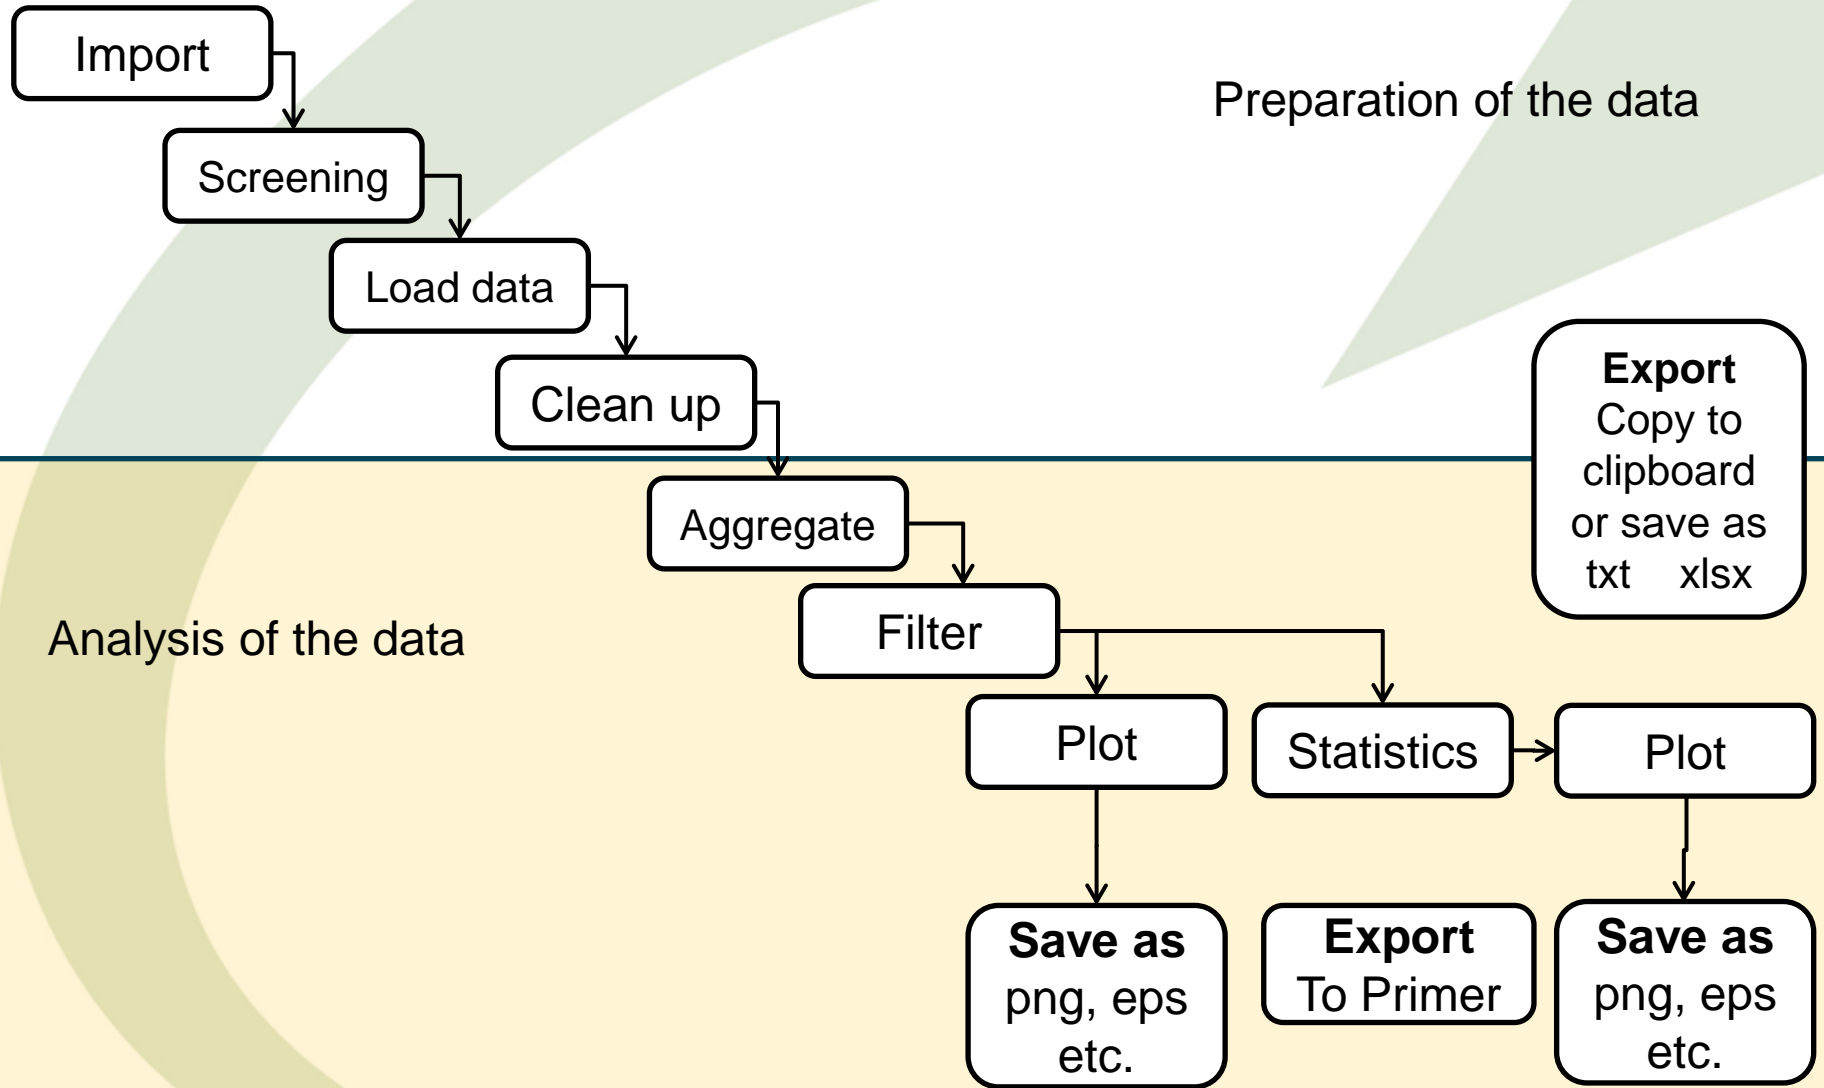 Import
Preparation of the data
Screening
Load data
Clean up
Export
Copy to
clipboard
or save as
txt xlsx
Aggregate
Analysis of the data
Filter
Plot
Statistics
Plot
Save as
png, eps
etc.
Export
To Primer
Save as
png, eps
etc.